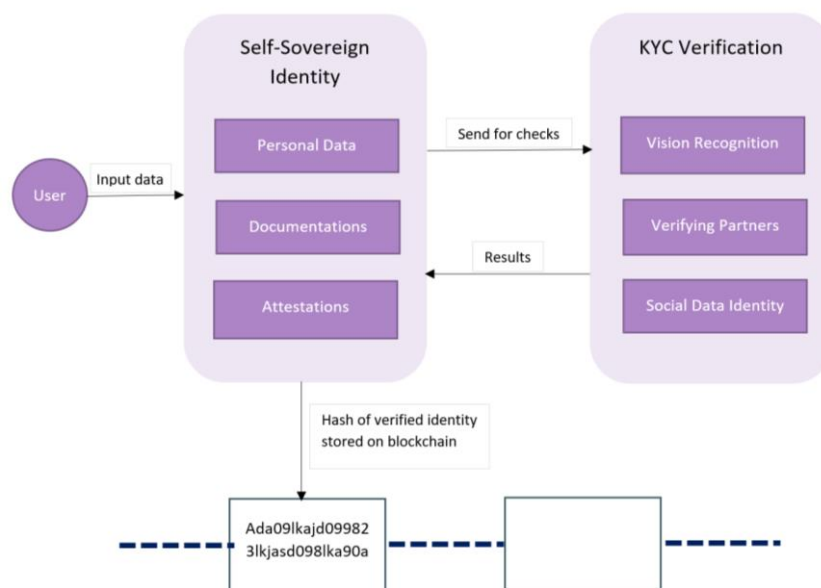 Self-Sovereign
Identity
KYC Verification
Personal Data
Send for checks
Vision Recognition
User
Input data
Documentations
Verifying Partners
Results
Attestations
Social Data Identity
Hash of verified identity
stored on blockchain
Ada09lkajd09982
3lkjasd098lka90a